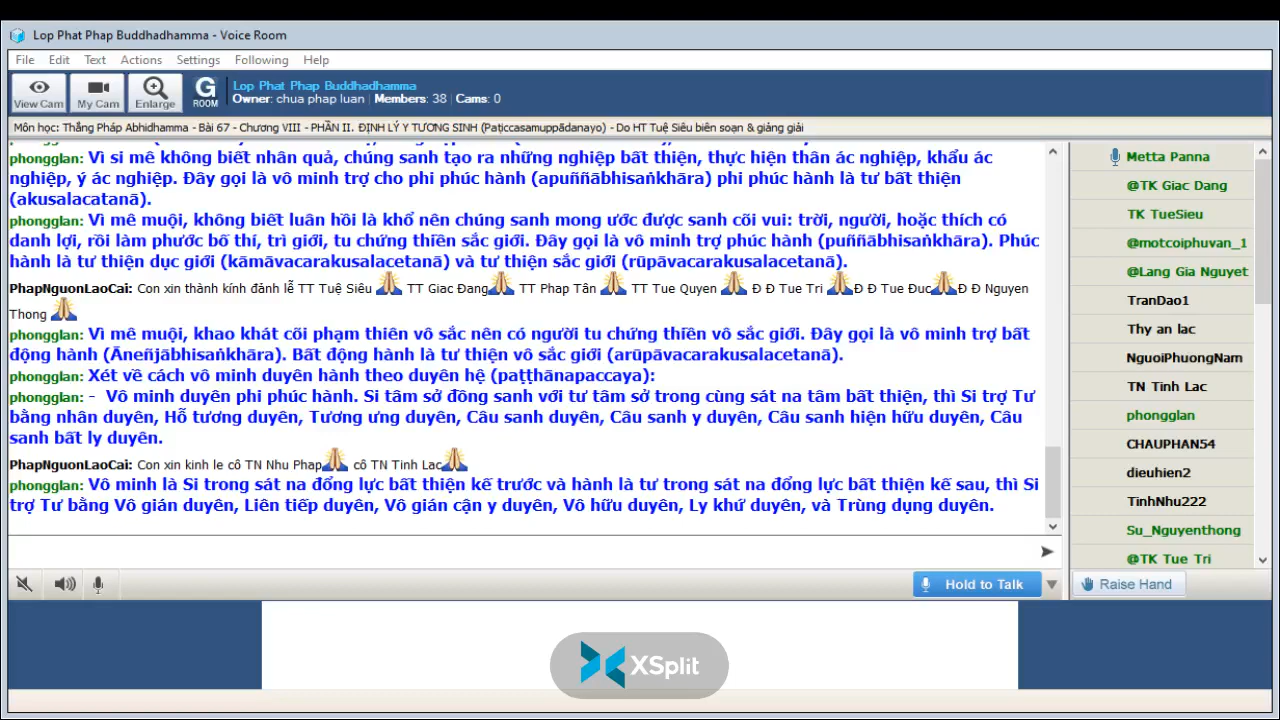 Lop Phat Phap Buddhadhamma - Voice Room
File Edit Text Actions Settings Following Help
View Cam My Cam Enlarge G ROOM
Lop Phat Phap Buddhadhamma
Owner: chua phap luan | Members: 38 | Cams: 0
Môn học: Thắng Pháp Abhidhamma - Bài 67 - Chương VIII - PHẦN II. ĐỊNH LÝ Y TƯƠNG SINH (Paṭiccasamuppādanayo) - Do HT Tuệ Siêu biên soạn & giảng giải
phongglan: Vì si mê không biết nhân quả, chúng sanh tạo ra những nghiệp bất thiện, thực hiện thân ác nghiệp, khẩu ác
nghiệp, ý ác nghiệp. Đây gọi là vô minh trợ cho phi phúc hành (apuññābhisaṅkhāra) phi phúc hành là tư bất thiện
(akusalacatanā).
phongglan: Vì mê muội, không biết luân hồi là khổ nên chúng sanh mong ước được sanh cõi vui: trời, người, hoặc thích có
danh lợi, rồi làm phước bố thí, trì giới, tu chứng thiền sắc giới. Đây gọi là vô minh trợ phúc hành (puññābhisaṅkhāra). Phúc
hành là tư thiện dục giới (kāmāvacarakusalacetanā) và tư thiện sắc giới (rūpāvacarakusalacetanā).
PhapNguonLaoCai: Con xin thành kính đảnh lễ TT Tuệ Siêu 🙏 TT Giac Đang🙏 TT Phap Tân 🙏 TT Tue Quyen 🙏 Đ Đ Tue Tri 🙏Đ Đ Tue Đuc🙏Đ Đ Nguyen
Thong 🙏
phongglan: Vì mê muội, khao khát cõi phạm thiên vô sắc nên có người tu chứng thiền vô sắc giới. Đây gọi là vô minh trợ bất
động hành (Āneñjābhisaṅkhāra). Bất động hành là tư thiện vô sắc giới (arūpāvacarakusalacetanā).
phongglan: Xét về cách vô minh duyên hành theo duyên hệ (paṭṭhānapaccaya):
phongglan: - Vô minh duyên phi phúc hành. Si tâm sở đồng sanh với tư tâm sở trong cùng sát na tâm bất thiện, thì Si trợ Tư
bằng nhân duyên, Hỗ tương duyên, Tương ưng duyên, Câu sanh duyên, Câu sanh y duyên, Câu sanh hiện hữu duyên, Câu
sanh bất ly duyên.
PhapNguonLaoCai: Con xin kinh le cô TN Nhu Phap🙏 cô TN Tinh Lac🙏
phongglan: Vô minh là Si trong sát na đổng lực bất thiện kế trước và hành là tư trong sát na đổng lực bất thiện kế sau, thì Si
trợ Tư bằng Vô gián duyên, Liên tiếp duyên, Vô gián cận y duyên, Vô hữu duyên, Ly khứ duyên, và Trùng dụng duyên.
Hold to Talk
Metta Panna
@TK Giac Dang
TK TueSieu
@motcoiphuvan_1
@Lang Gia Nguyet
TranDao1
Thy an lac
NguoiPhuongNam
TN Tinh Lac
phongglan
CHAUPHAN54
dieuhien2
TinhNhu222
Su_Nguyenthong
@TK Tue Tri
Raise Hand
XSplit